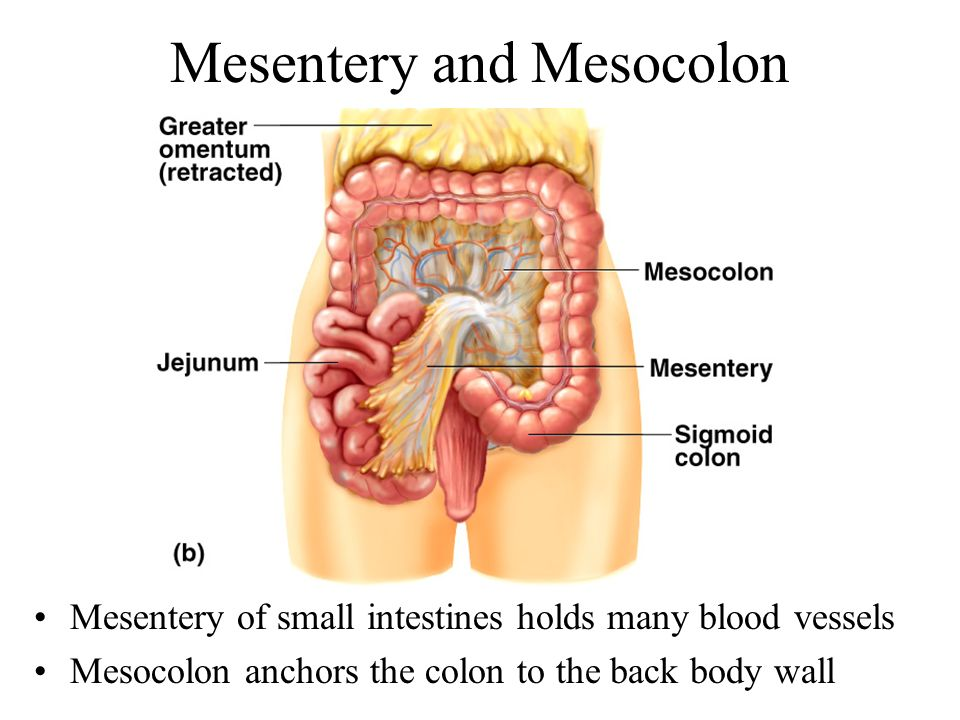 Mesentery and Mesocolon
Greater
omentum
(retracted)
Mesocolon
Jejunum
Mesentery
Sigmoid
colon
(b)
• Mesentery of small intestines holds many blood vessels
• Mesocolon anchors the colon to the back body wall